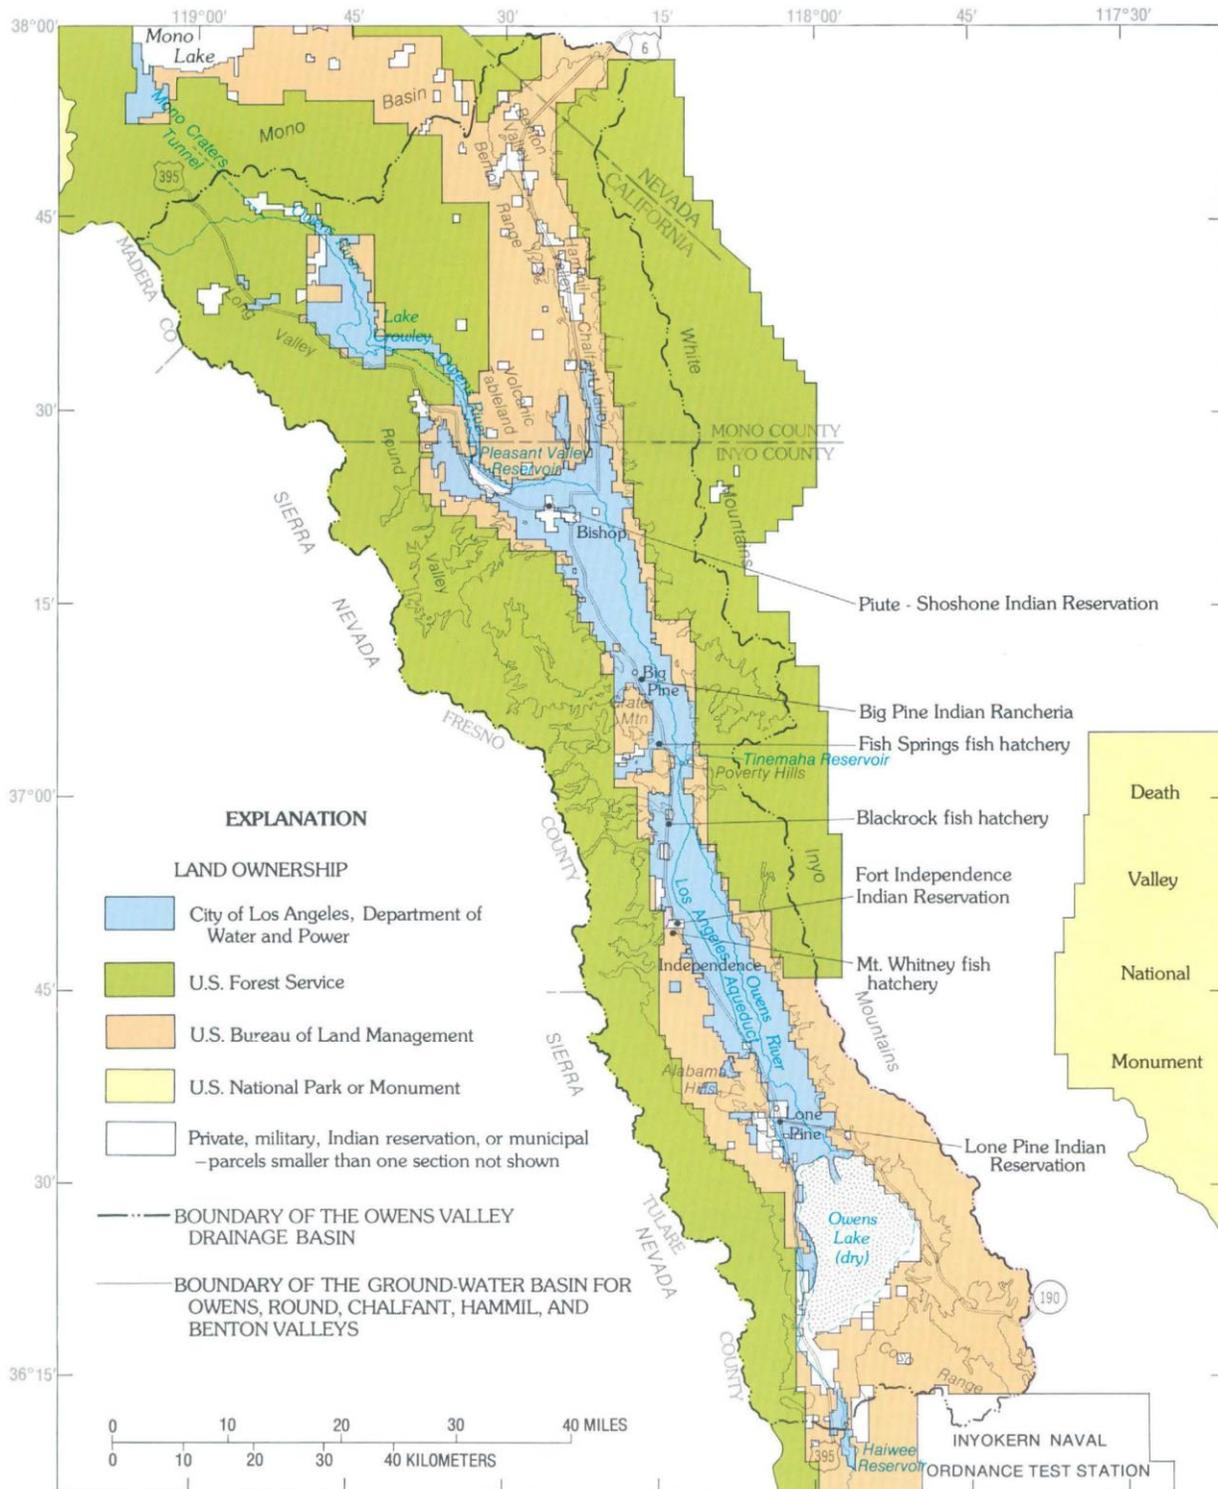 119°00'
45'
30'
15'
118°00'
45'
117°30'
38°00'
Mono
Lake
6
Basin
Mono
Mono Craters
Tunnel
395
Benton
Valley
Benton
Range
NEVADA
CALIFORNIA
45'
Owens River
Hammil
Valley
MADERA
CO
Long
Valley
Lake
Crowley
Owens River
Chalfant Valley
White
Volcanic
Tableland
30'
MONO COUNTY
INYO COUNTY
Round
Valley
Pleasant Valley
Reservoir
Mountains
SIERRA
NEVADA
Bishop
15'
Piute - Shoshone Indian Reservation
Big
Pine
Big Pine Indian Rancheria
Crater
Mtn
FRESNO
COUNTY
Fish Springs fish hatchery
Tinemaha Reservoir
Poverty Hills
Death
Valley
National
Monument
37°00'
Blackrock fish hatchery
Inyo
Mountains
Fort Independence
Indian Reservation
Los Angeles
Aqueduct
Independence
Owens
River
Mt. Whitney fish
hatchery
45'
SIERRA
NEVADA
Alabama
Hills
Lone
Pine
Lone Pine Indian
Reservation
30'
TULARE
COUNTY
Owens
Lake
(dry)
190
Coso
Range
36°15'
395
Haiwee
Reservoir
INYOKERN NAVAL
ORDNANCE TEST STATION
EXPLANATION
LAND OWNERSHIP
City of Los Angeles, Department of
Water and Power
U.S. Forest Service
U.S. Bureau of Land Management
U.S. National Park or Monument
Private, military, Indian reservation, or municipal
–parcels smaller than one section not shown
BOUNDARY OF THE OWENS VALLEY
DRAINAGE BASIN
BOUNDARY OF THE GROUND-WATER BASIN FOR
OWENS, ROUND, CHALFANT, HAMMIL, AND
BENTON VALLEYS
0 10 20 30 40 MILES
0 10 20 30 40 KILOMETERS